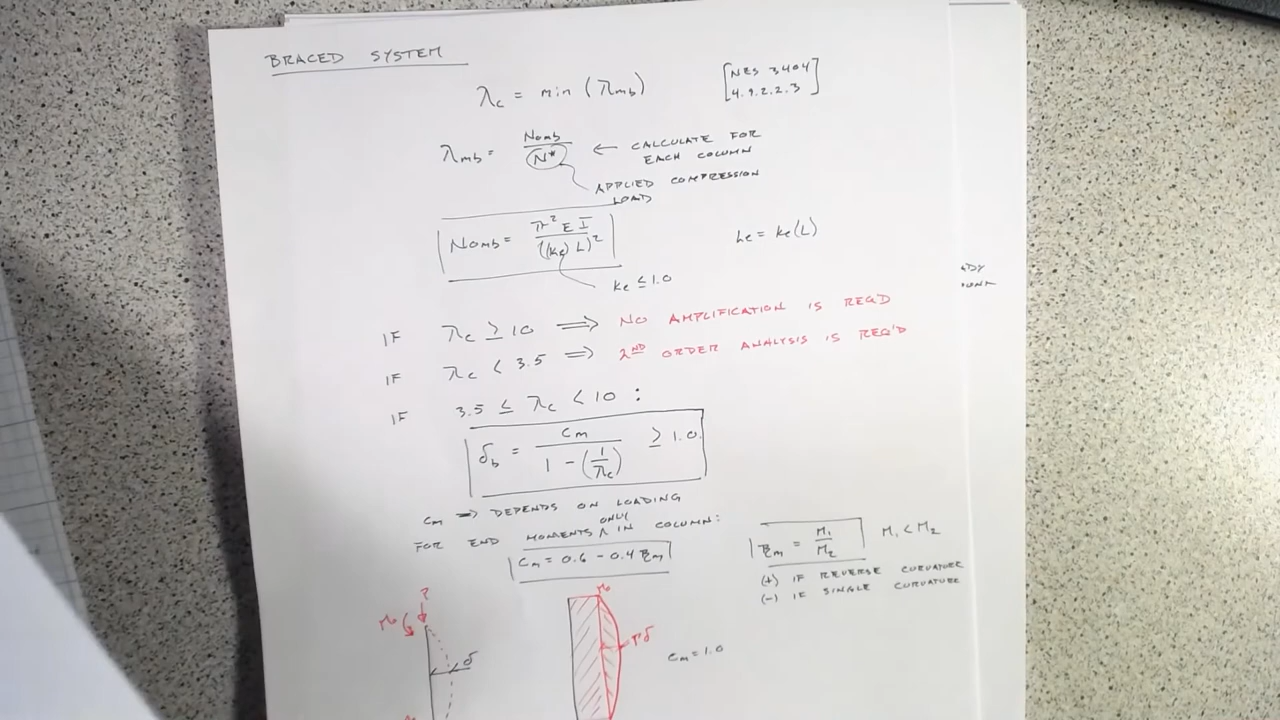 BRACED SYSTEM
λc = min (λmb)
[NZS 3404
4.9.2.2.3]
λmb = Nomb / N* ← CALCULATE FOR
EACH COLUMN
APPLIED COMPRESSION
LOAD
Nomb = π² E I / ((ke) L)²
Le = ke(L)
ke ≤ 1.0
IF λc ≥ 10 ⟹ NO AMPLIFICATION IS REQD
IF λc < 3.5 ⟹ 2ND ORDER ANALYSIS IS REQ'D
IF 3.5 ≤ λc < 10 :
δb = cm / 1 - (1/λc) ≥ 1.0
cm ⟹ DEPENDS ON LOADING
FOR END MOMENTS ONLY IN COLUMN:
cm = 0.6 - 0.4 βm
βm = M1 / M2 M1 < M2
(+) IF REVERSE CURVATURE
(-) IF SINGLE CURVATURE
P
Mo
δ
Mo
Pδ
cm = 1.0